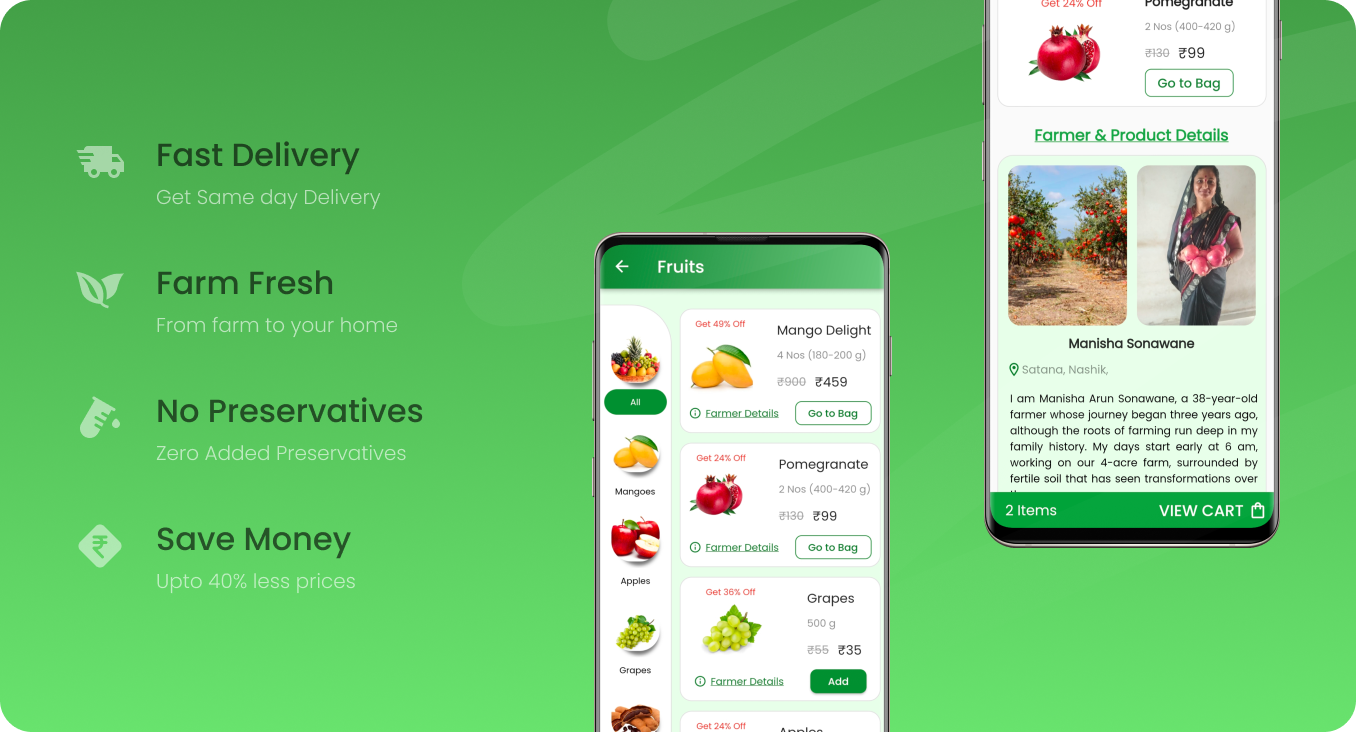 Fast Delivery
Get Same day Delivery
Farm Fresh
From farm to your home
No Preservatives
Zero Added Preservatives
Save Money
Upto 40% less prices
Fruits
All
Mangoes
Apples
Grapes
Get 49% Off
Mango Delight
4 Nos (180-200 g)
₹900 ₹459
Farmer Details
Go to Bag
Get 24% Off
Pomegranate
2 Nos (400-420 g)
₹130 ₹99
Farmer Details
Go to Bag
Get 36% Off
Grapes
500 g
₹55 ₹35
Farmer Details
Add
Get 24% Off
Apples
Get 24% Off
Pomegranate
2 Nos (400-420 g)
₹130 ₹99
Go to Bag
Farmer & Product Details
Manisha Sonawane
Satana, Nashik,
I am Manisha Arun Sonawane, a 38-year-old
farmer whose journey began three years ago,
although the roots of farming run deep in my
family history. My days start early at 6 am,
working on our 4-acre farm, surrounded by
fertile soil that has seen transformations over
2 Items
VIEW CART